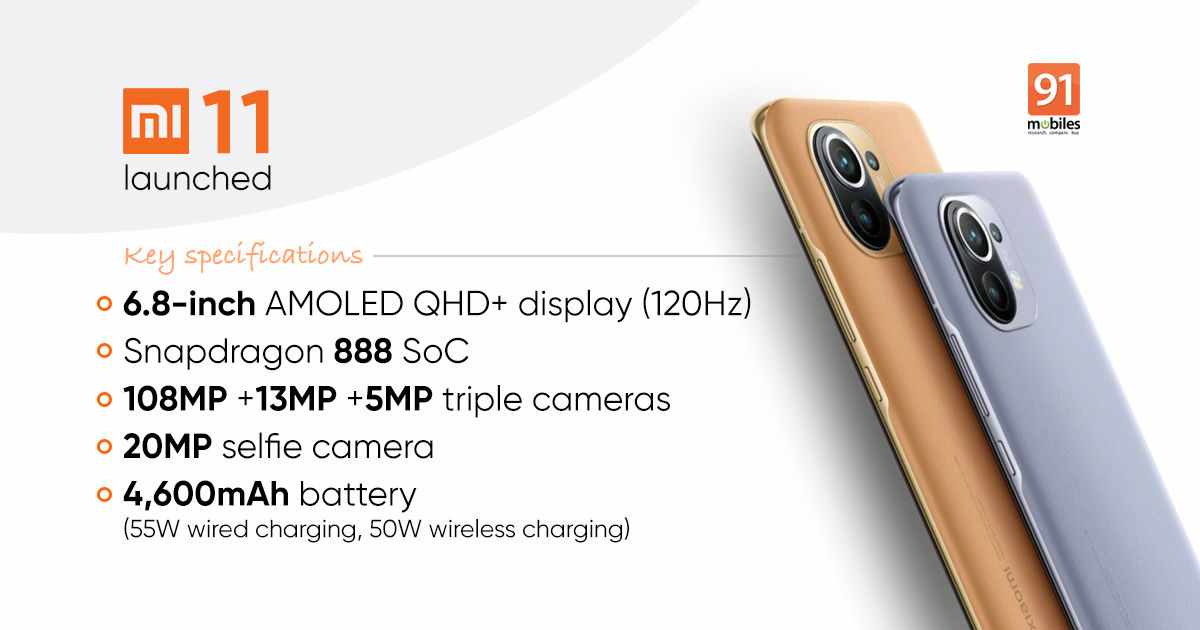 mi 11
launched
91
mobiles
research. compare. buy
Key specifications
6.8-inch AMOLED QHD+ display (120Hz)
Snapdragon 888 SoC
108MP +13MP +5MP triple cameras
20MP selfie camera
4,600mAh battery
(55W wired charging, 50W wireless charging)
xiaomi